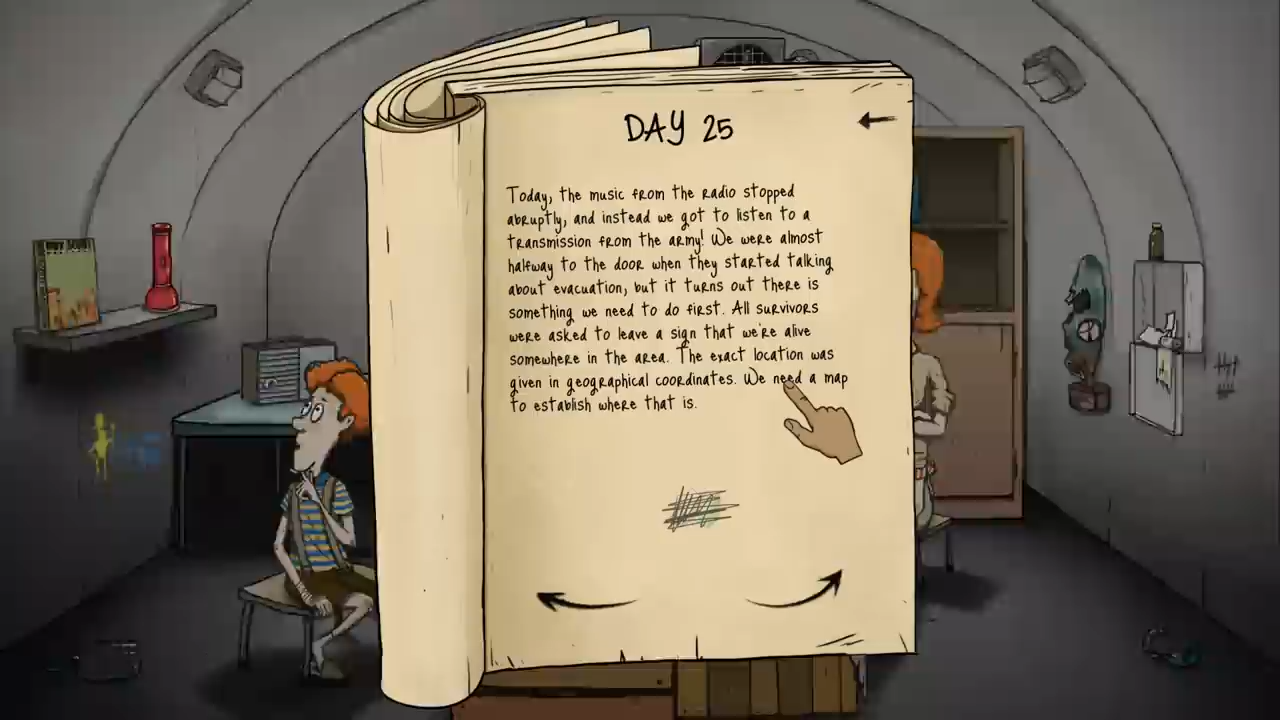 DAY 25
Today, the music from the radio stopped
abruptly, and instead we got to listen to a
transmission from the army! We were almost
halfway to the door when they started talking
about evacuation, but it turns out there is
something we need to do first. All survivors
were asked to leave a sign that we're alive
somewhere in the area. The exact location was
given in geographical coordinates. We need a map
to establish where that is.